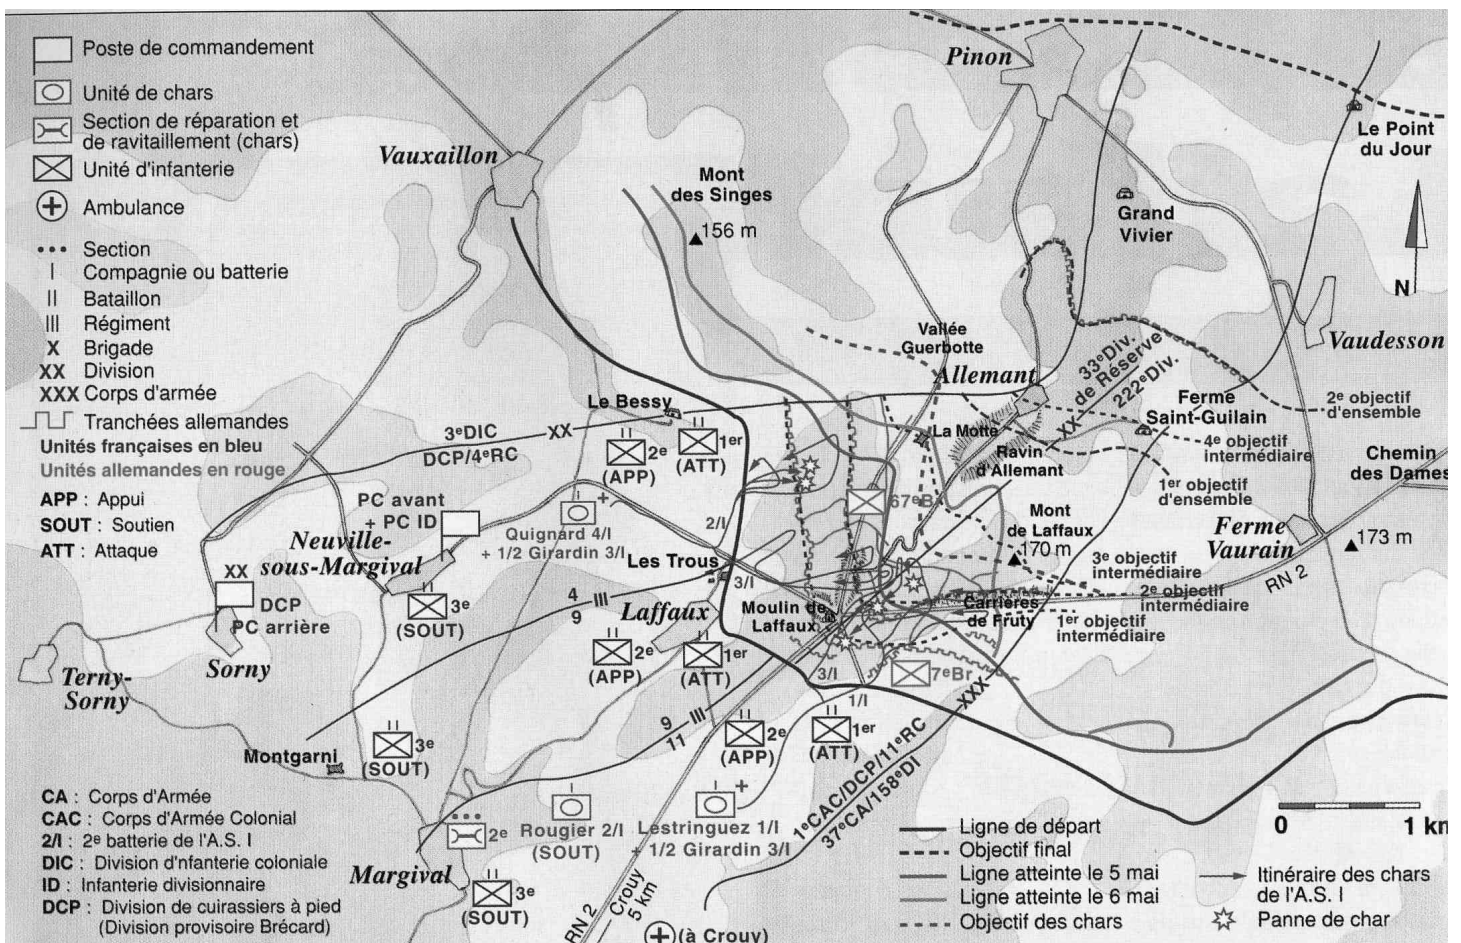 Poste de commandement
Unité de chars
Section de réparation et
de ravitaillement (chars)
Unité d'infanterie
Ambulance
Section
Compagnie ou batterie
Bataillon
Régiment
X Brigade
XX Division
XXX Corps d'armée
Tranchées allemandes
Unités françaises en bleu
Unités allemandes en rouge
APP : Appui
SOUT : Soutien
ATT : Attaque
Vauxaillon
Mont
des Singes
156 m
Pinon
Le Point
du Jour
Grand
Vivier
N
Vaudesson
Vallée
Guerbotte
Allemant
33eDiv.
de Réserve
XX
222eDiv.
Ferme
Saint-Guilain
2e objectif
d'ensemble
4e objectif
intermédiaire
1er objectif
d'ensemble
Chemin
des Dames
La Motte
Ravin
d'Allemant
Le Bessy
3eDIC
XX
DCP/4eRC
2e
(APP)
1er
(ATT)
67eBr
Mont
de Laffaux
170 m
Ferme
Vaurain
173 m
RN 2
3e objectif
intermédiaire
2e objectif
intermédiaire
1er objectif
intermédiaire
PC avant
+ PC ID
Neuville-
sous-Margival
Quignard 4/I
+ 1/2 Girardin 3/I
2/I
Les Trous
3/I
Laffaux
Moulin de
Laffaux
Carrières
de Fruty
XX
DCP
PC arrière
Sorny
Terny-
Sorny
3e
(SOUT)
4
III
9
2e
(APP)
1er
(ATT)
3/I
7eBr
1/I
XXX
9
III
11
2e
(APP)
1er
(ATT)
Montgarni
3e
(SOUT)
1eCAC/DCP/11eRC
37eCA/158eDI
2e
Rougier 2/I
(SOUT)
Lestringuez 1/I
+ 1/2 Girardin 3/I
Margival
3e
(SOUT)
RN 2
Crouy
5 km
(à Crouy)
CA : Corps d'Armée
CAC : Corps d'Armée Colonial
2/I : 2e batterie de l'A.S. I
DIC : Division d'nfanterie coloniale
ID : Infanterie divisionnaire
DCP : Division de cuirassiers à pied
(Division provisoire Brécard)
Ligne de départ
Objectif final
Ligne atteinte le 5 mai
Ligne atteinte le 6 mai
Objectif des chars
0 1 km
Itinéraire des chars
de l'A.S. I
Panne de char